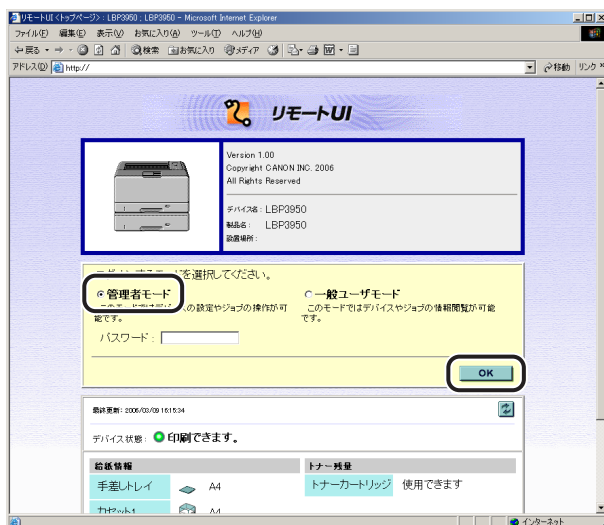 リモートUI <トップページ> : LBP3950 ; LBP3950 - Microsoft Internet Explorer
ファイル(F) 編集(E) 表示(V) お気に入り(A) ツール(T) ヘルプ(H)
戻る 検索 お気に入り メディア
アドレス(D) http:// 移動 リンク
リモートUI
Version 1.00
Copyright CANON INC. 2006
All Rights Reserved
デバイス名 : LBP3950
製品名 : LBP3950
設置場所 :
を選択してください。
管理者モード 一般ユーザモード
の設定やジョブの操作が可能です。 このモードではデバイスやジョブの情報閲覧が可能です。
パスワード :
OK
最終更新 : 2006/03/09 16:15:34
デバイス状態 : 印刷できます。
給紙情報 トナー残量
手差しトレイ A4 トナーカートリッジ 使用できます
カセット1 A4
インターネット